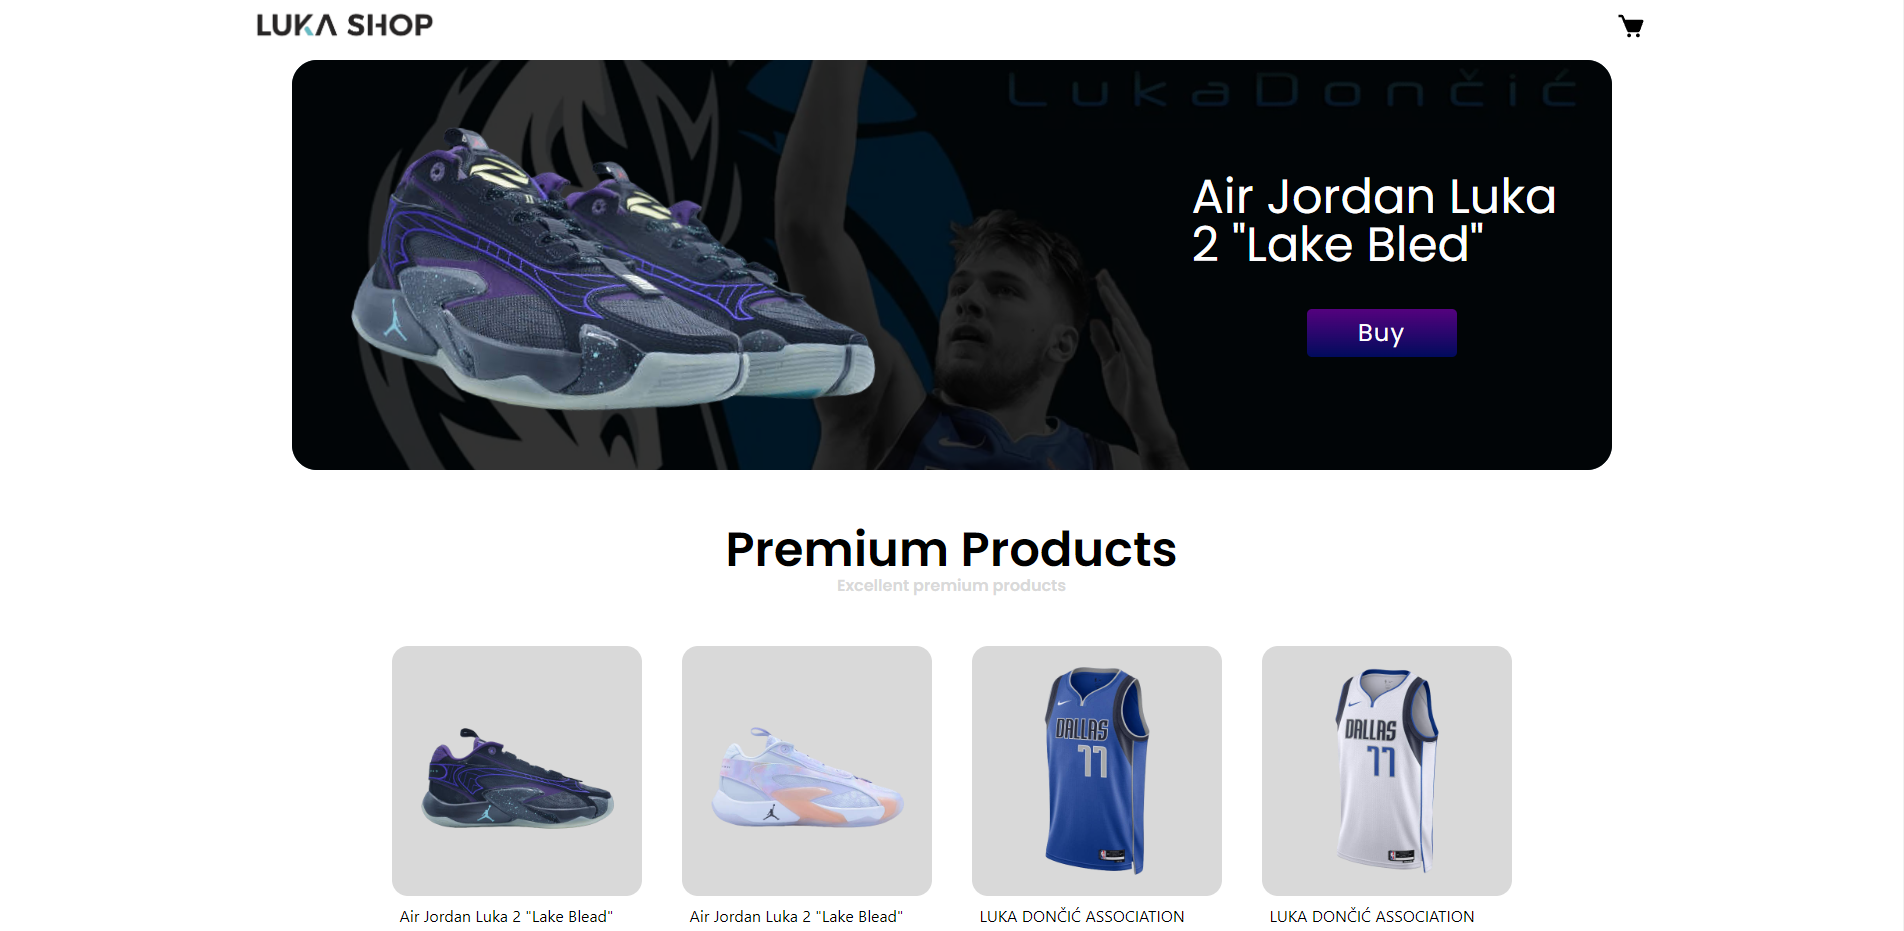 LUKA SHOP
LukaDončić
Air Jordan Luka
2 "Lake Bled"
Buy
Premium Products
Excellent premium products
DALLAS
77
DALLAS
77
Air Jordan Luka 2 "Lake Blead"
Air Jordan Luka 2 "Lake Blead"
LUKA DONČIĆ ASSOCIATION
LUKA DONČIĆ ASSOCIATION